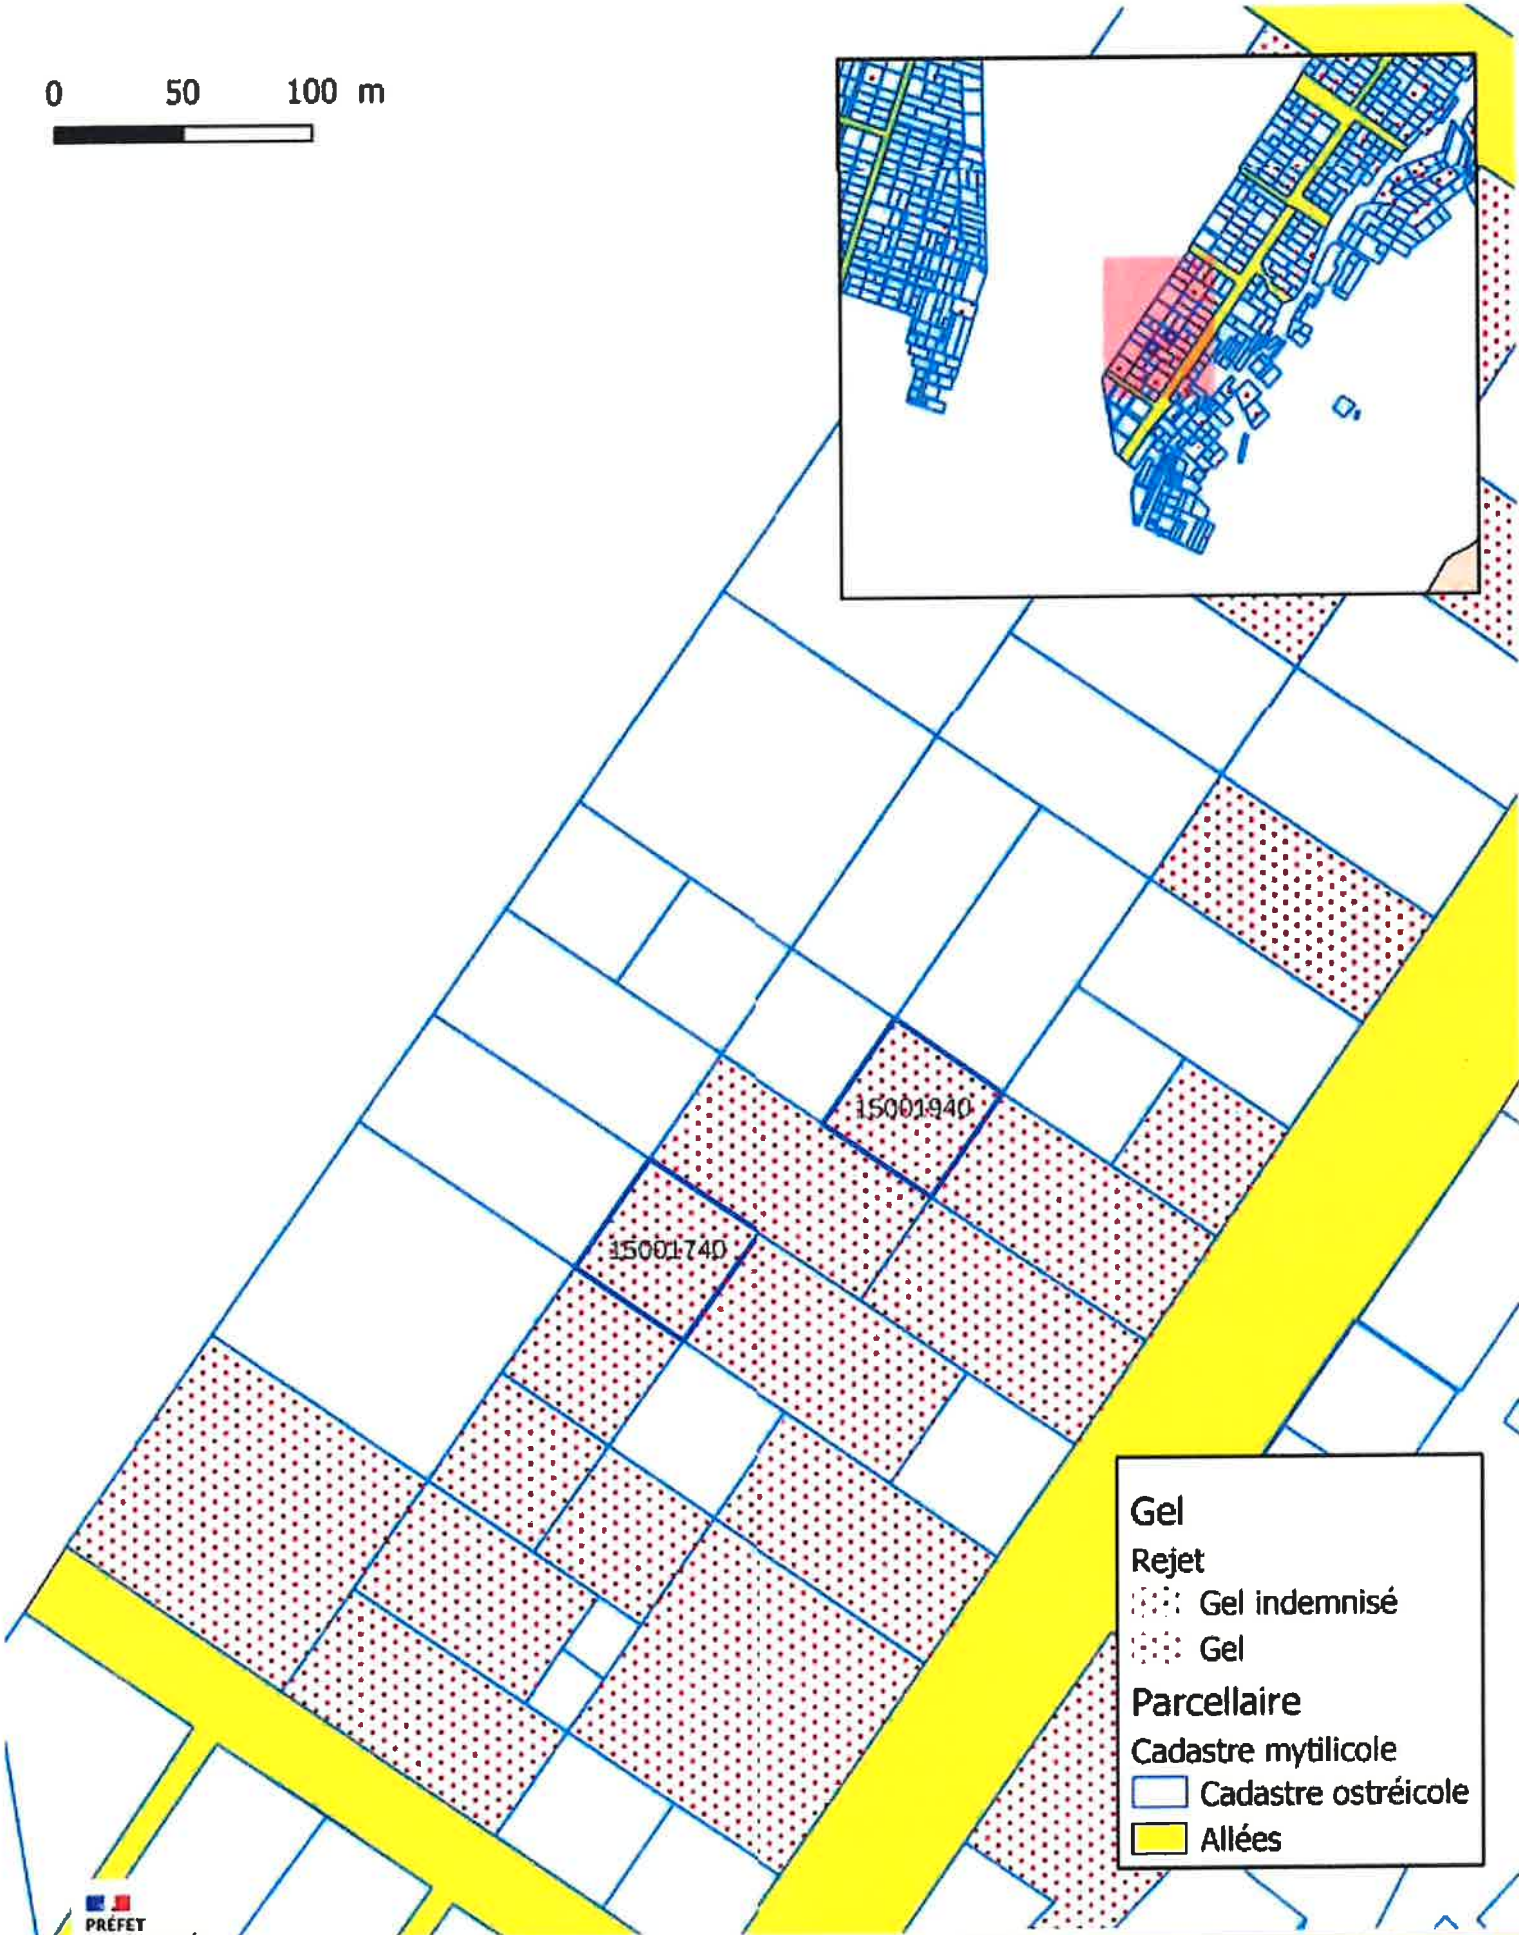 0 50 100 m
15001940
15001740
Gel
Rejet
Gel indemnisé
Gel
Parcellaire
Cadastre mytilicole
Cadastre ostréicole
Allées
PRÉFET